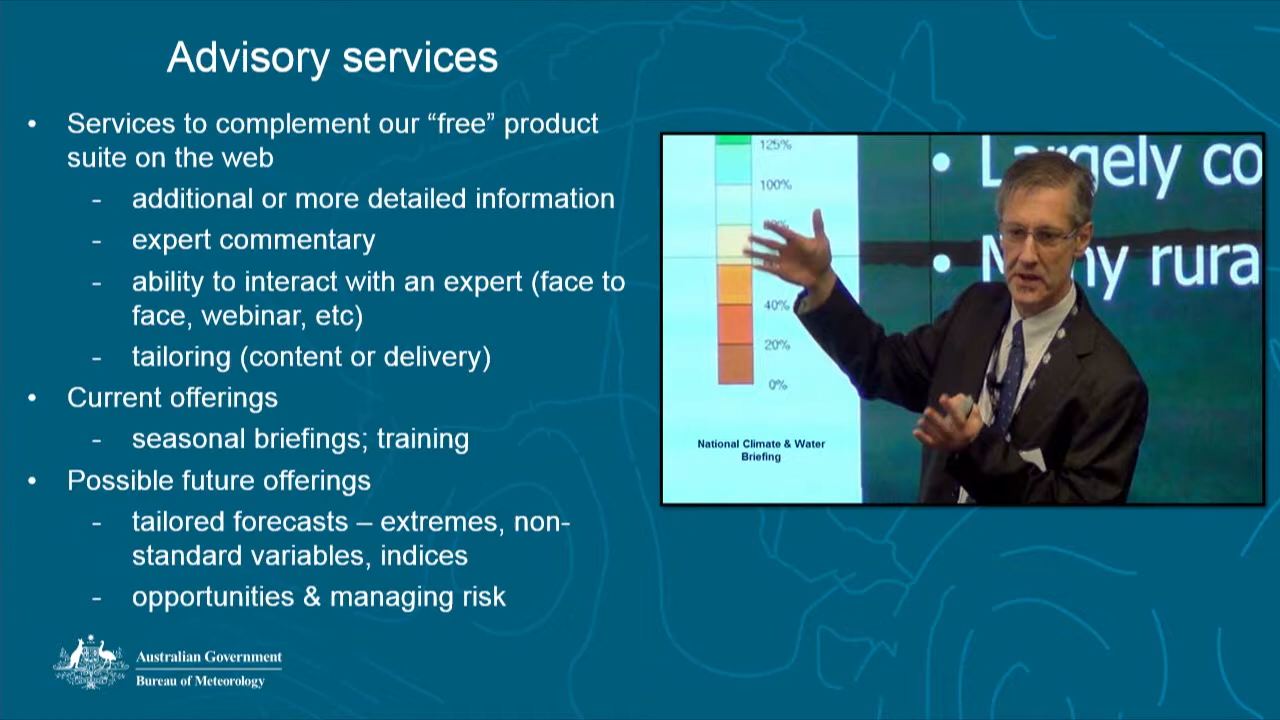 Advisory services
• Services to complement our “free” product
suite on the web
- additional or more detailed information
- expert commentary
- ability to interact with an expert (face to
face, webinar, etc)
- tailoring (content or delivery)
• Current offerings
- seasonal briefings; training
• Possible future offerings
- tailored forecasts – extremes, non-
standard variables, indices
- opportunities & managing risk
Australian Government
Bureau of Meteorology
125%
100%
40%
20%
0%
National Climate & Water
Briefing
• Largely co
• Many rura